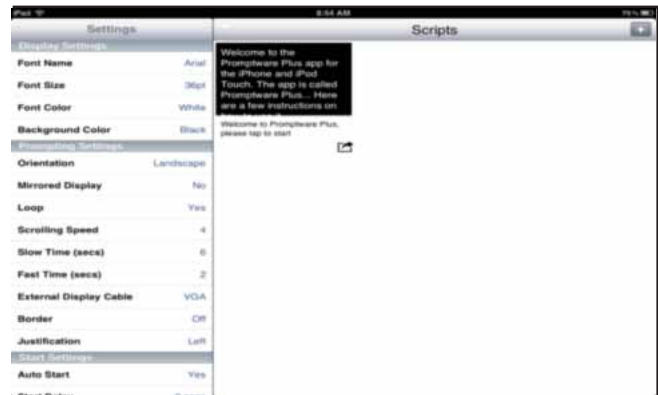 iPad
8:54 AM
79%
Settings
Scripts
+
Display Settings
Font Name Arial
Font Size 36pt
Font Color White
Background Color Black
Prompting Settings
Orientation Landscape
Mirrored Display No
Loop Yes
Scrolling Speed 4
Slow Time (secs) 6
Fast Time (secs) 2
External Display Cable VGA
Border Off
Justification Left
Start Settings
Auto Start Yes
Welcome to the
Promptware Plus app for
the iPhone and iPod
Touch. The app is called
Promptware Plus... Here
are a few instructions on
Welcome to Promptware Plus,
please tap to start